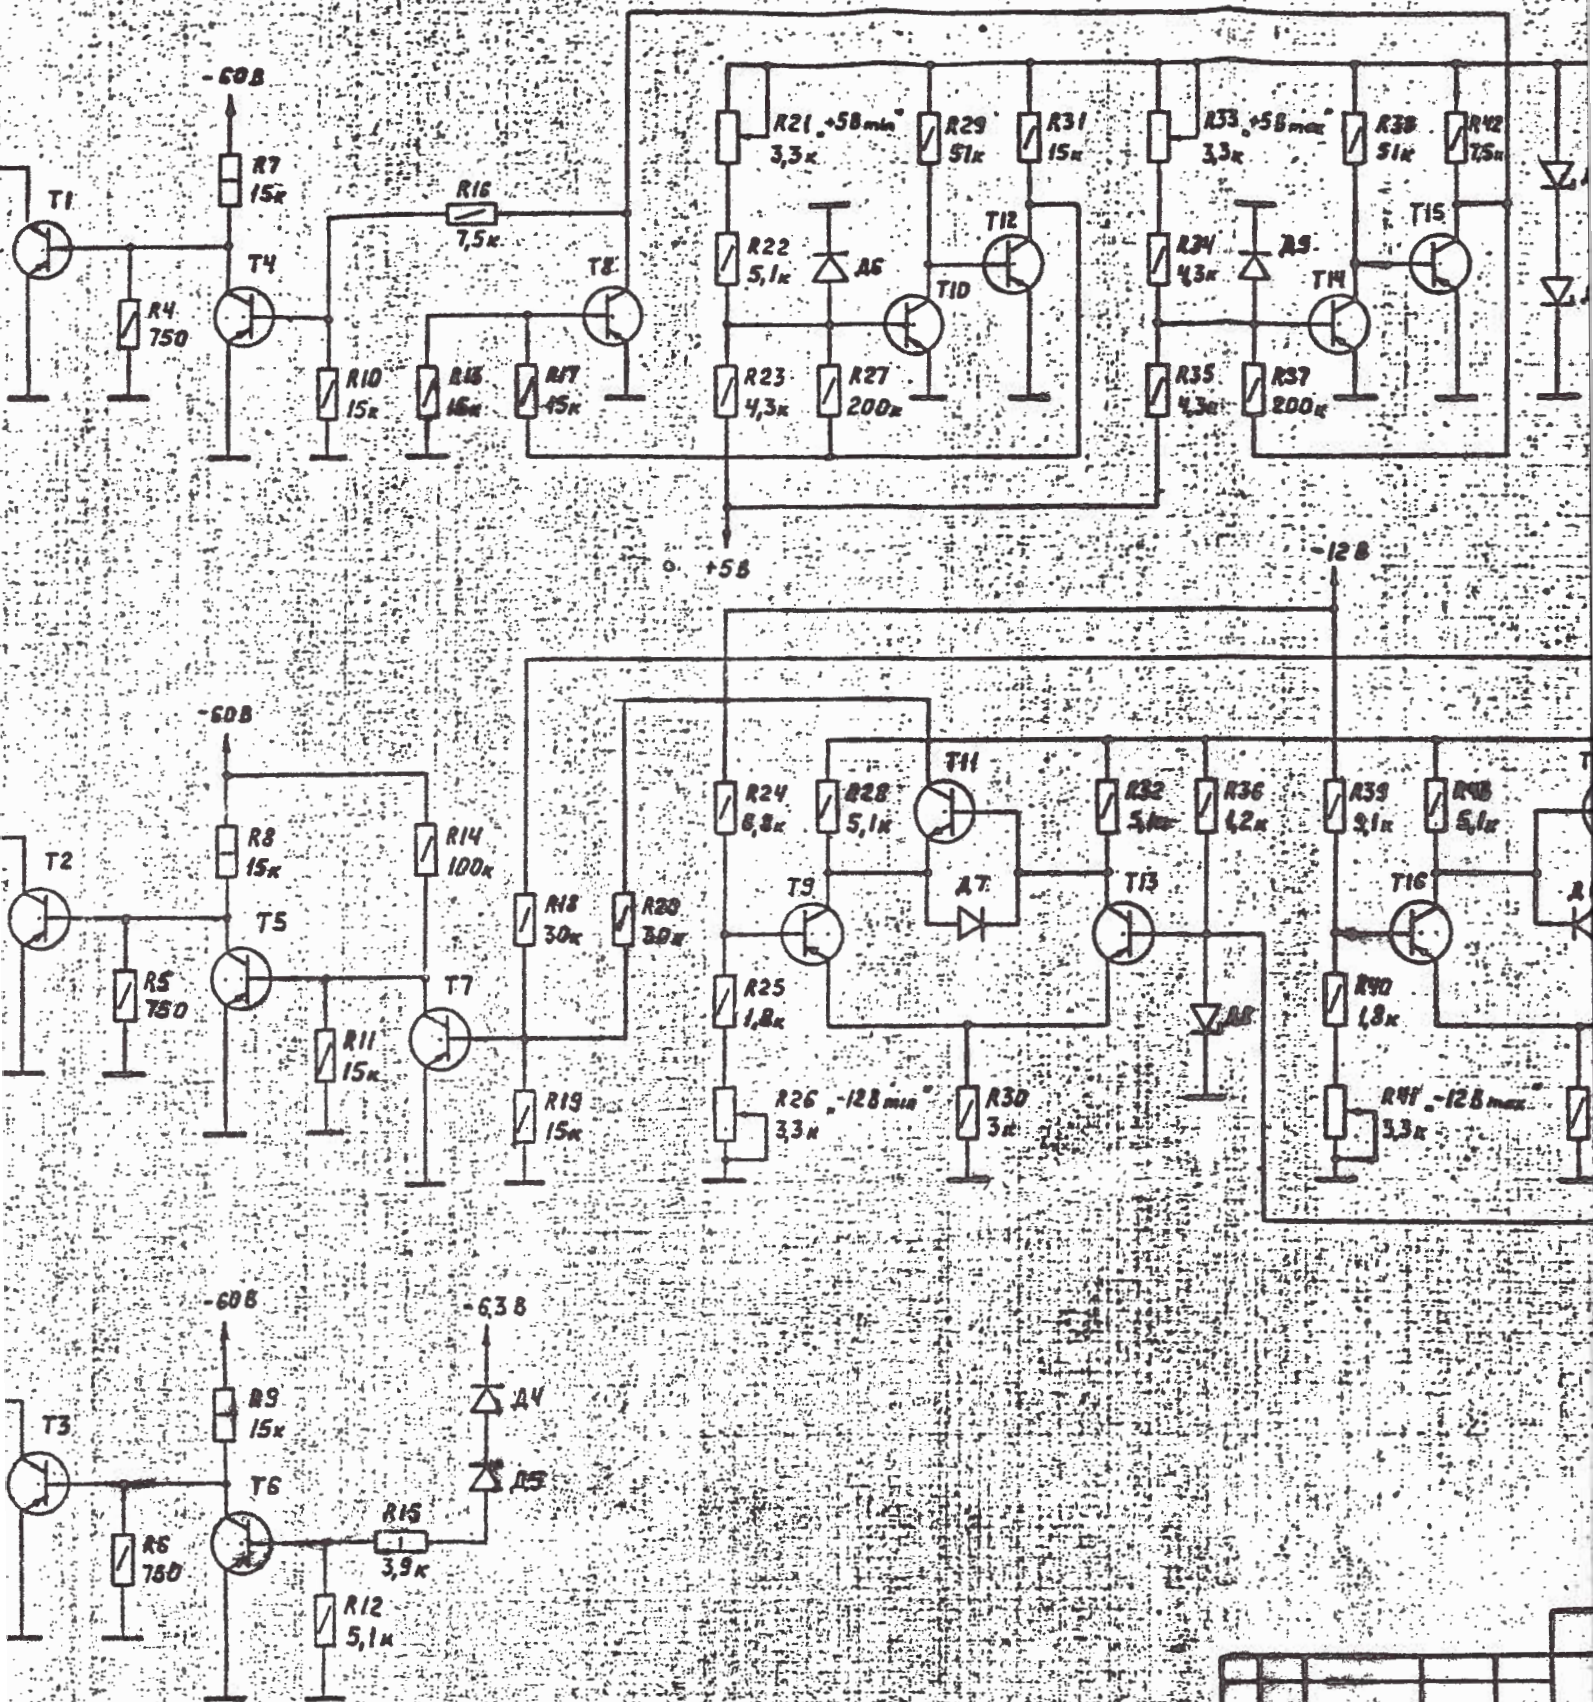 -60В
T1
R7
15к
R4
750
T4
R16
7,5к
R10
15к
R17
15к
T8
R21 „+5В min"
3,3к
R22
5,1к
R23
4,3к
Д6
R27
200к
R29
51к
T10
R31
15к
T12
R33 „+5В max"
3,3к
R34
4,3к
R35
4,3к
Д9
R37
200к
R38
51к
T14
R42
7,5к
T15
+5В
-12В
-60В
T2
R8
15к
R5
750
T5
R14
100к
R11
15к
T7
R18
30к
R19
15к
R20
30к
R24
6,8к
R25
1,8к
R26 „-12В min"
3,3к
R28
5,1к
T9
T11
Д7
R30
3к
R32
5,1к
T13
R36
1,2к
Д8
R39
9,1к
R40
1,8к
R41 „-12В max"
3,3к
5,1к
T16
-60В
T3
R9
15к
R6
750
T6
-6,3В
Д4
Д5
R15
3,9к
R12
5,1к